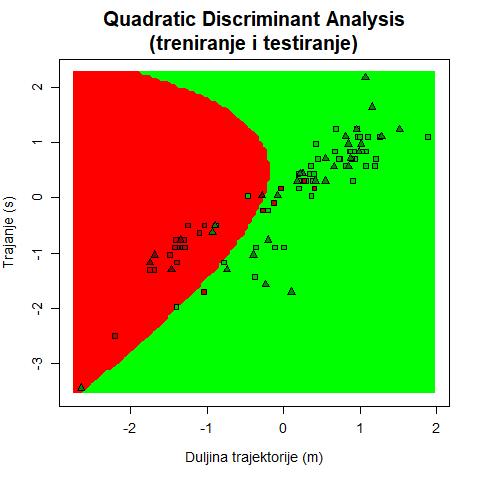 Quadratic Discriminant Analysis
(treniranje i testiranje)
Trajanje (s)
2
1
0
-1
-2
-3
-2
-1
0
1
2
Duljina trajektorije (m)